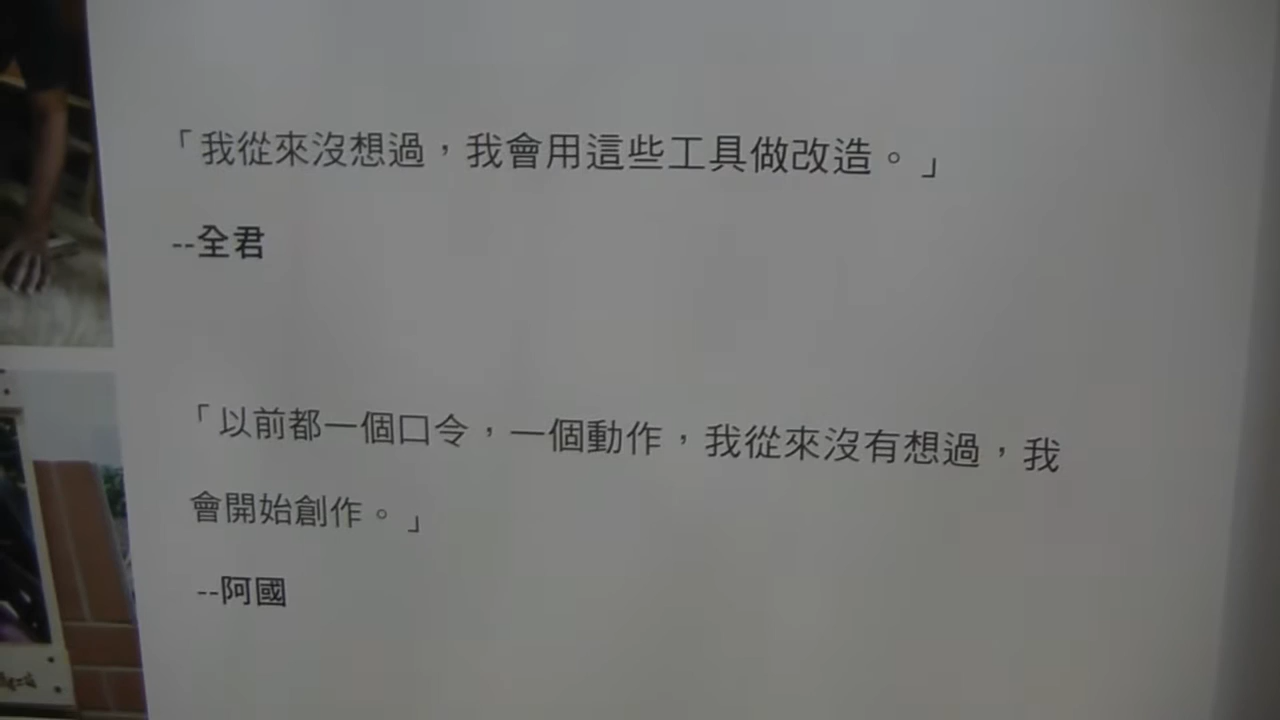 「我從來沒想過，我會用這些工具做改造。」
--全君
「以前都一個口令，一個動作，我從來沒有想過，我
會開始創作。」
--阿國